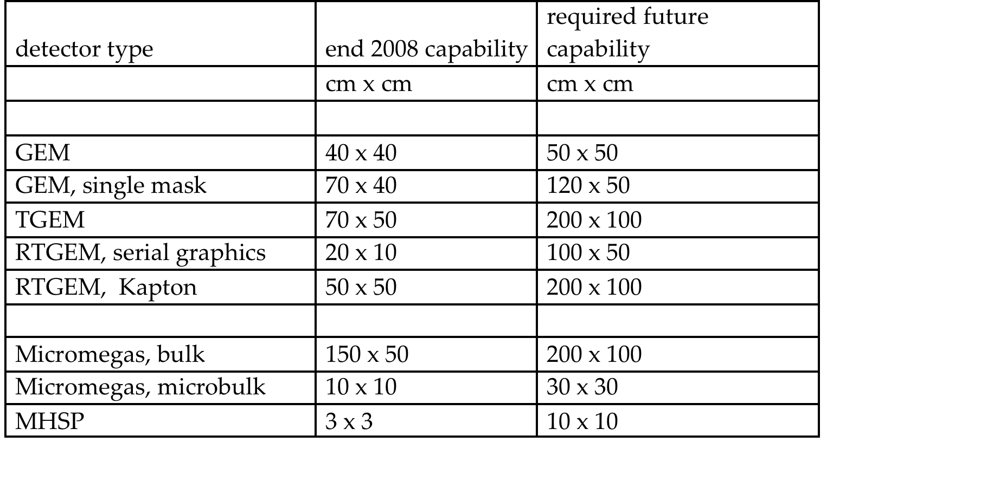 detector type end 2008 capability required future capability
cm x cm cm x cm
GEM 40 x 40 50 x 50
GEM, single mask 70 x 40 120 x 50
TGEM 70 x 50 200 x 100
RTGEM, serial graphics 20 x 10 100 x 50
RTGEM, Kapton 50 x 50 200 x 100
Micromegas, bulk 150 x 50 200 x 100
Micromegas, microbulk 10 x 10 30 x 30
MHSP 3 x 3 10 x 10